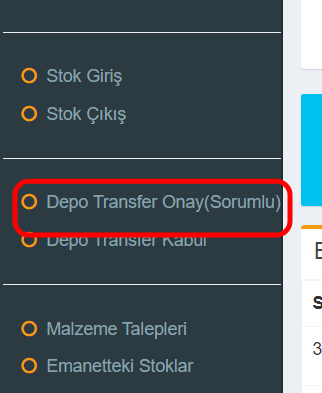 Stok Giriş
Stok Çıkış
Depo Transfer Onay(Sorumlu)
Depo Transfer Kabul
Malzeme Talepleri
Emanetteki Stoklar
3